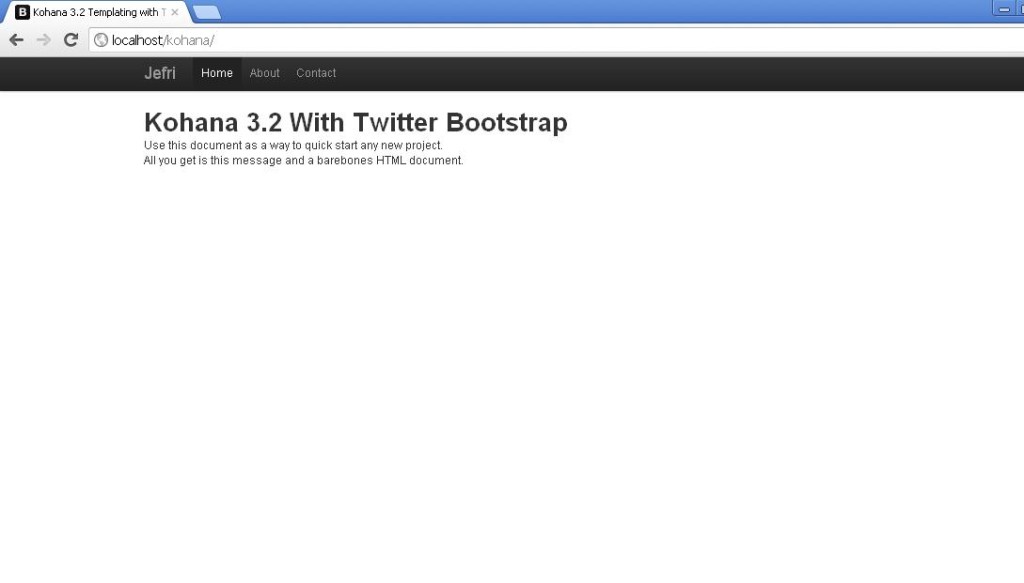 Kohana 3.2 Templating with T
localhost/kohana/
Jefri Home About Contact
Kohana 3.2 With Twitter Bootstrap
Use this document as a way to quick start any new project.
All you get is this message and a barebones HTML document.